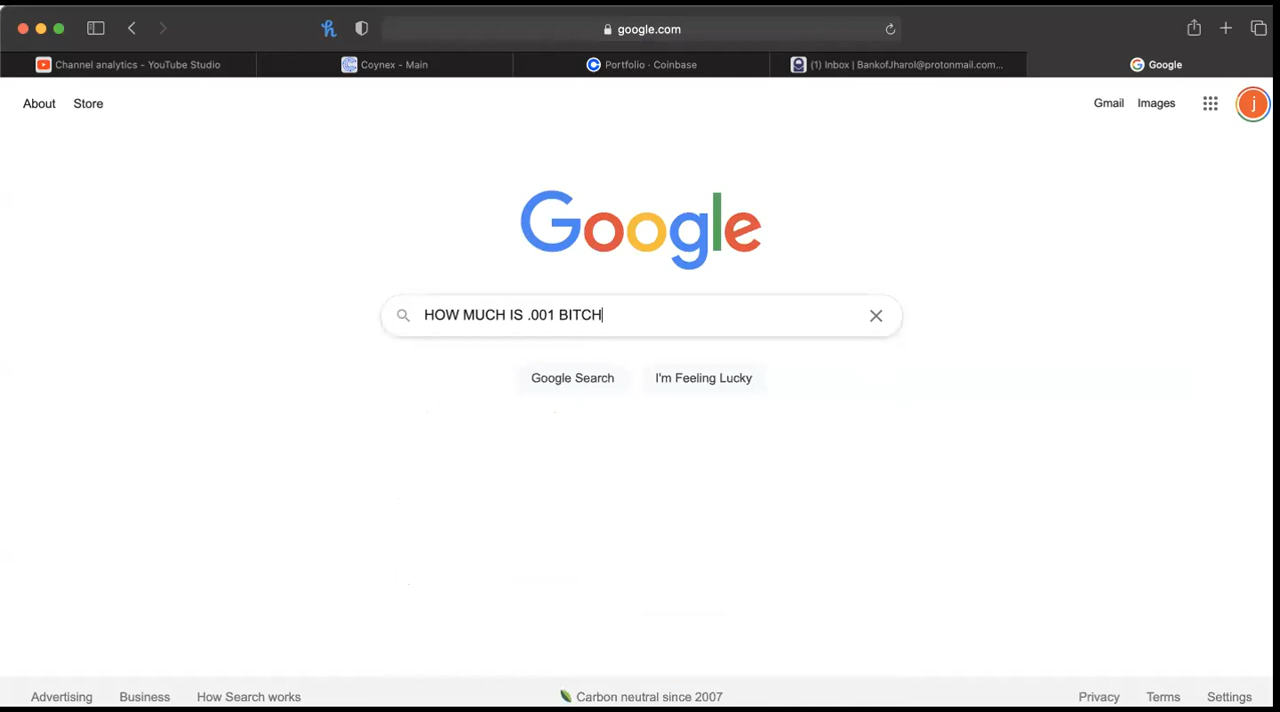 google.com
Channel analytics - YouTube Studio
Coynex - Main
Portfolio · Coinbase
(1) Inbox | BankofJharol@protonmail.com...
Google
About Store
Gmail Images
j
Google
HOW MUCH IS .001 BITCH
Google Search I'm Feeling Lucky
Advertising Business How Search works Carbon neutral since 2007 Privacy Terms Settings